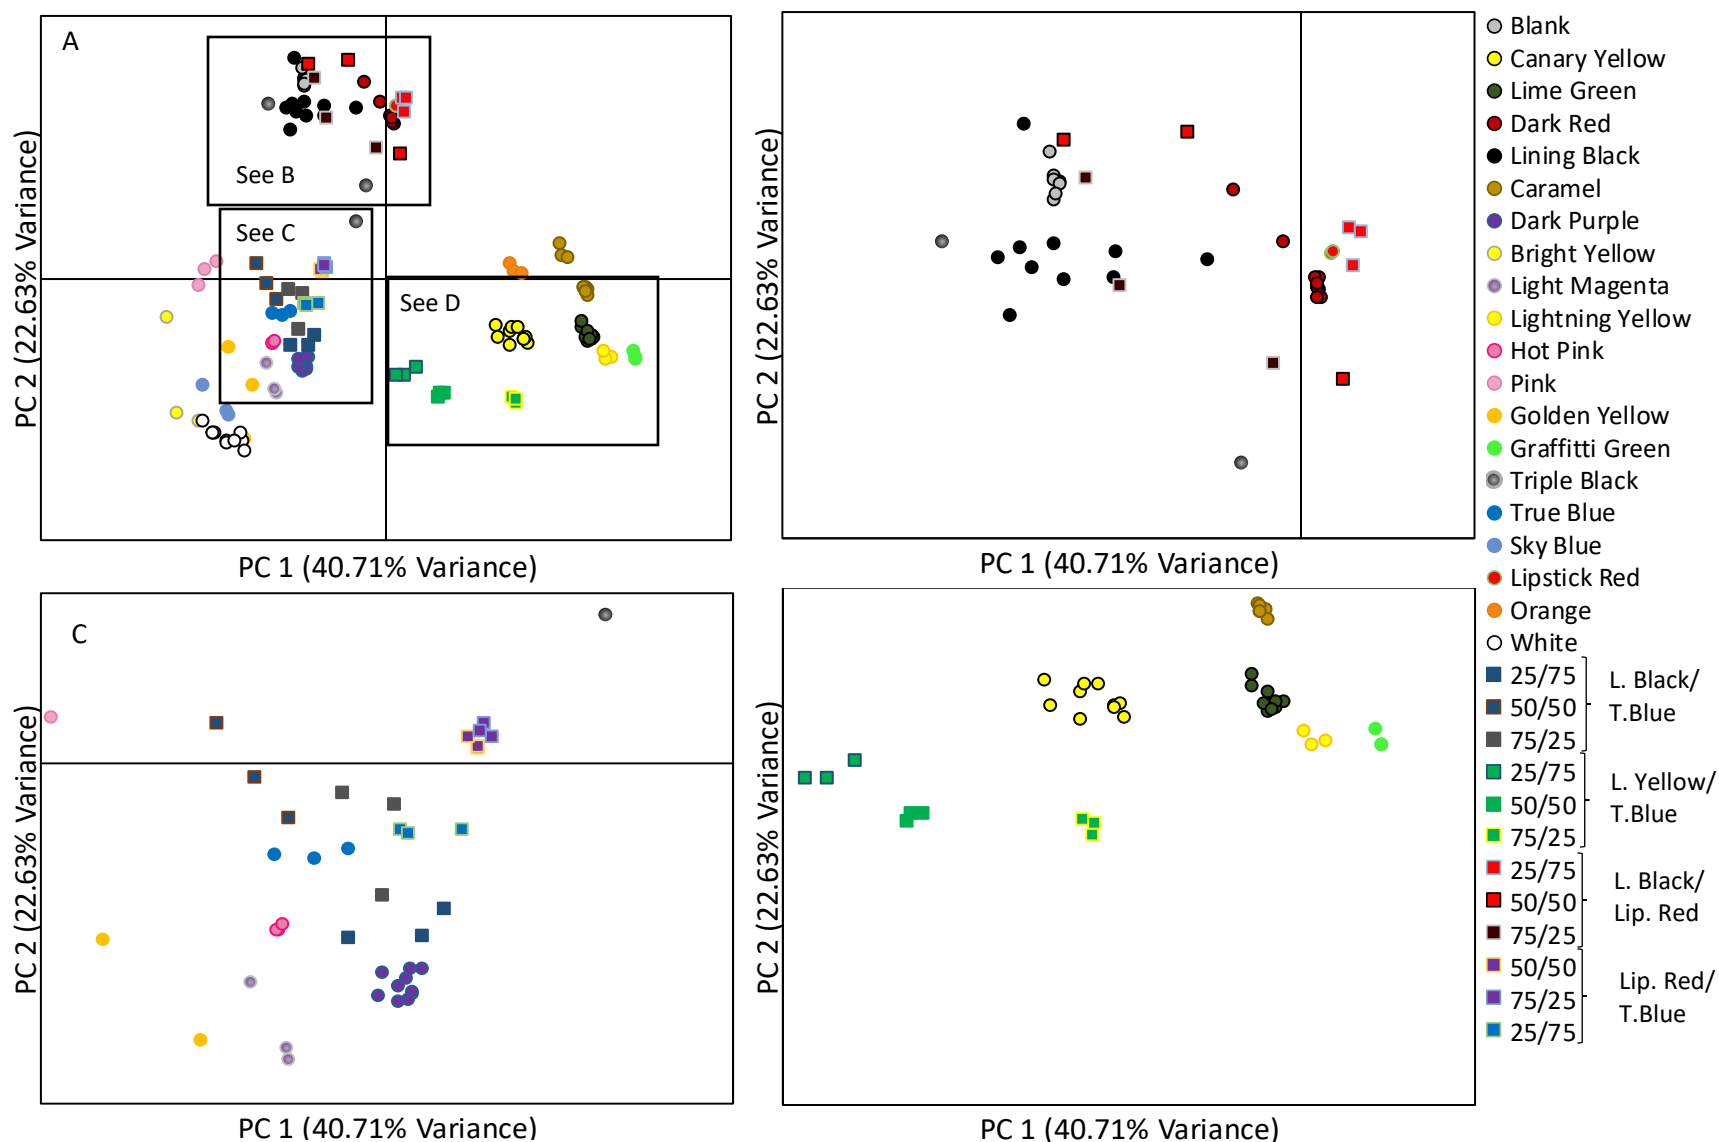 A
See B
See C
See D
PC 2 (22.63% Variance)
PC 1 (40.71% Variance)
PC 2 (22.63% Variance)
PC 1 (40.71% Variance)
C
PC 2 (22.63% Variance)
PC 1 (40.71% Variance)
PC 2 (22.63% Variance)
PC 1 (40.71% Variance)
Blank
Canary Yellow
Lime Green
Dark Red
Lining Black
Caramel
Dark Purple
Bright Yellow
Light Magenta
Lightning Yellow
Hot Pink
Pink
Golden Yellow
Graffitti Green
Triple Black
True Blue
Sky Blue
Lipstick Red
Orange
White
25/75
50/50
75/25
L. Black/
T.Blue
25/75
50/50
75/25
L. Yellow/
T.Blue
25/75
50/50
75/25
L. Black/
Lip. Red
50/50
75/25
25/75
Lip. Red/
T.Blue